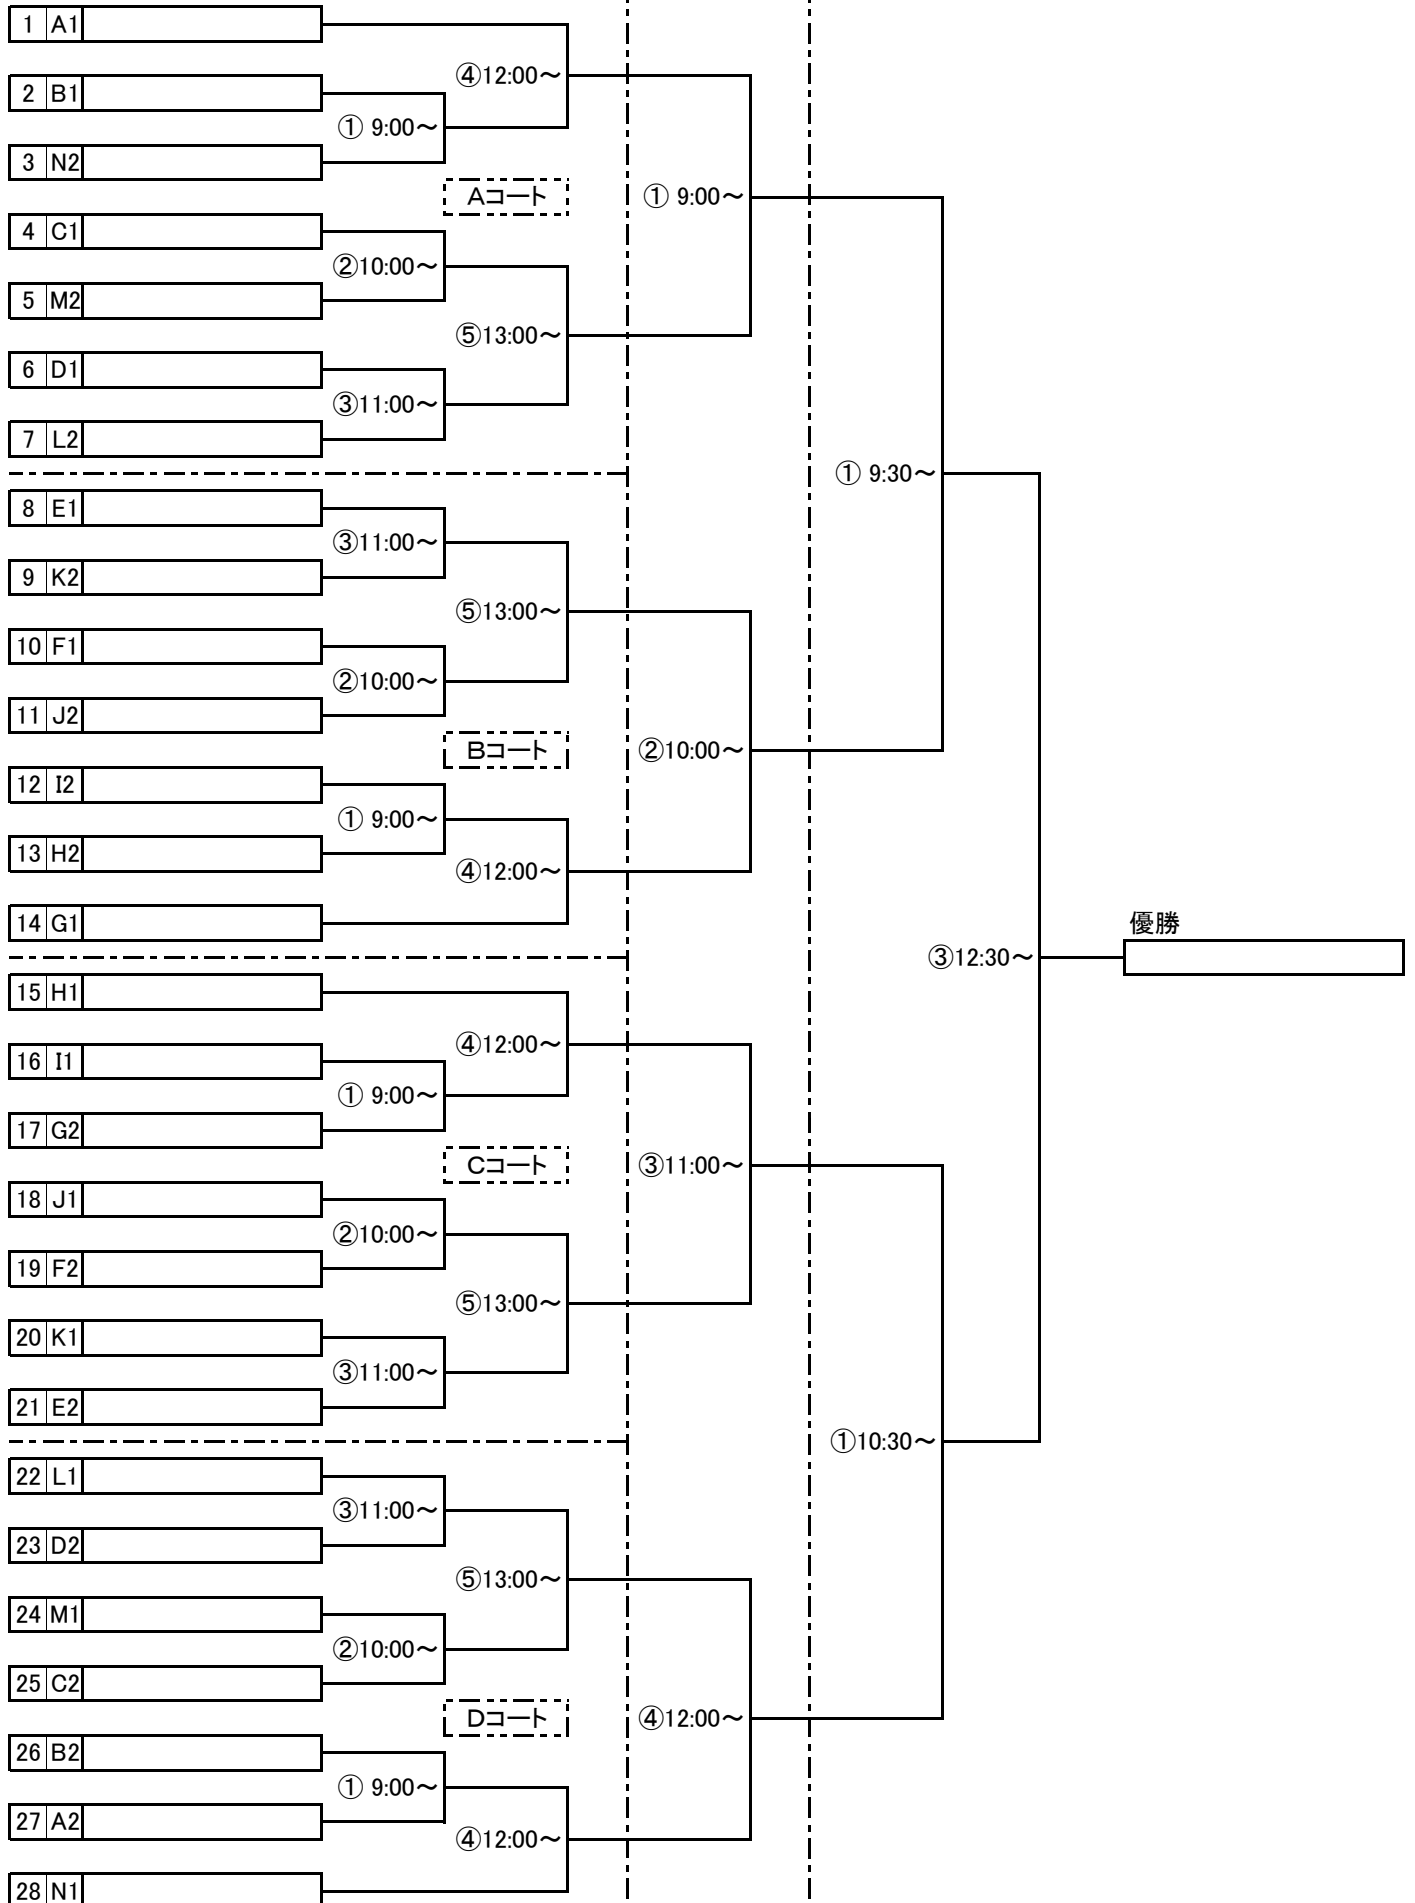 1 A1
④12:00～
2 B1
① 9:00～
3 N2
Aコート
① 9:00～
4 C1
②10:00～
5 M2
⑤13:00～
6 D1
③11:00～
7 L2
① 9:30～
8 E1
③11:00～
9 K2
⑤13:00～
10 F1
②10:00～
11 J2
Bコート
②10:00～
12 I2
① 9:00～
13 H2
④12:00～
14 G1
優勝
③12:30～
15 H1
④12:00～
16 I1
① 9:00～
17 G2
Cコート
③11:00～
18 J1
②10:00～
19 F2
⑤13:00～
20 K1
③11:00～
21 E2
①10:30～
22 L1
③11:00～
23 D2
⑤13:00～
24 M1
②10:00～
25 C2
Dコート
④12:00～
26 B2
① 9:00～
27 A2
④12:00～
28 N1